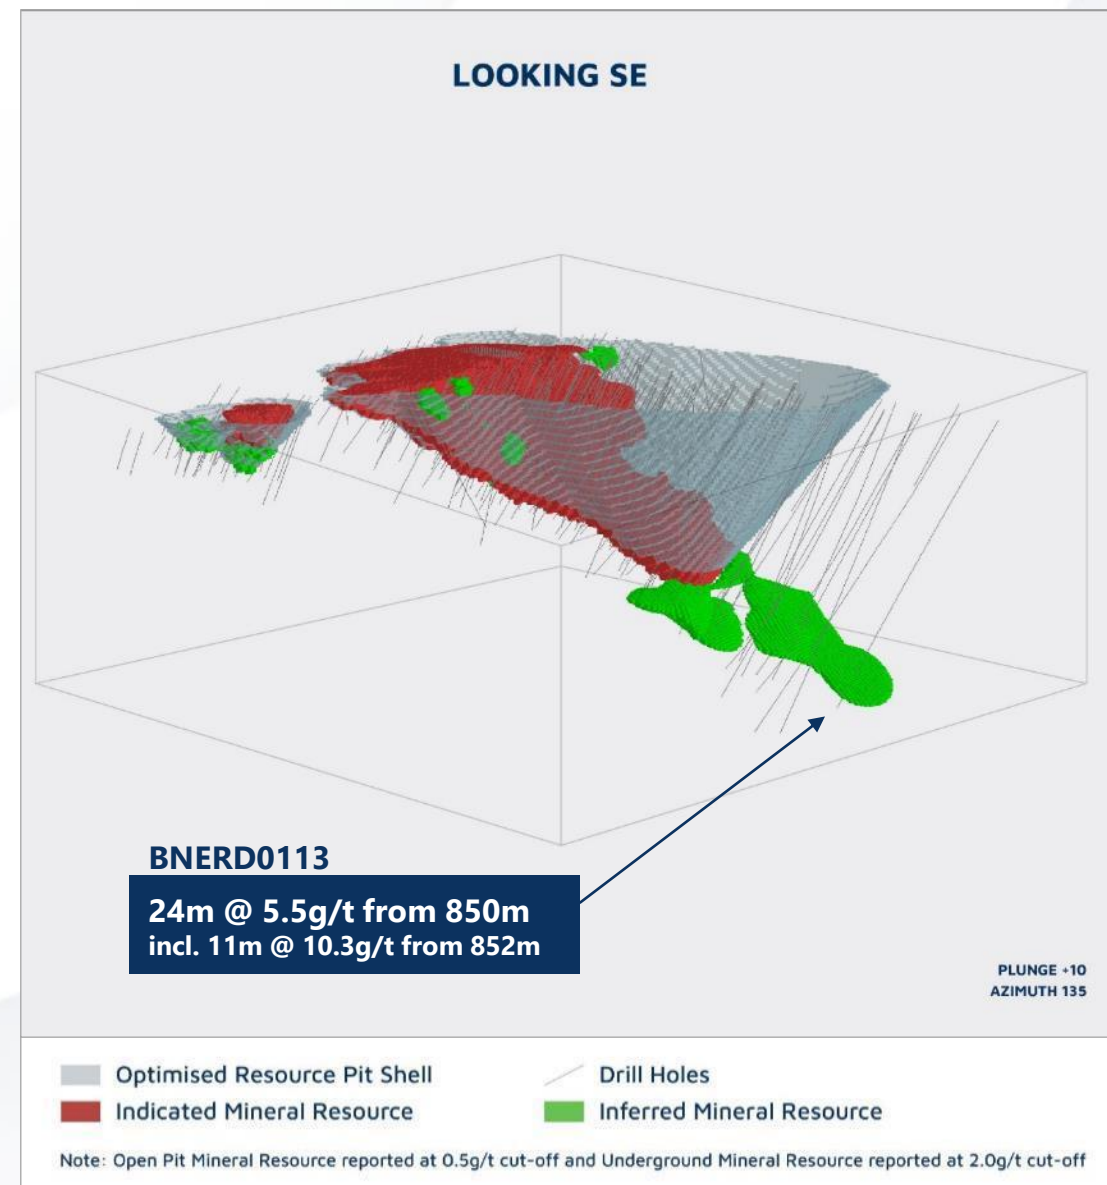 LOOKING SE
BNERD0113
24m @ 5.5g/t from 850m
incl. 11m @ 10.3g/t from 852m
PLUNGE +10
AZIMUTH 135
Optimised Resource Pit Shell
Drill Holes
Indicated Mineral Resource
Inferred Mineral Resource
Note: Open Pit Mineral Resource reported at 0.5g/t cut-off and Underground Mineral Resource reported at 2.0g/t cut-off